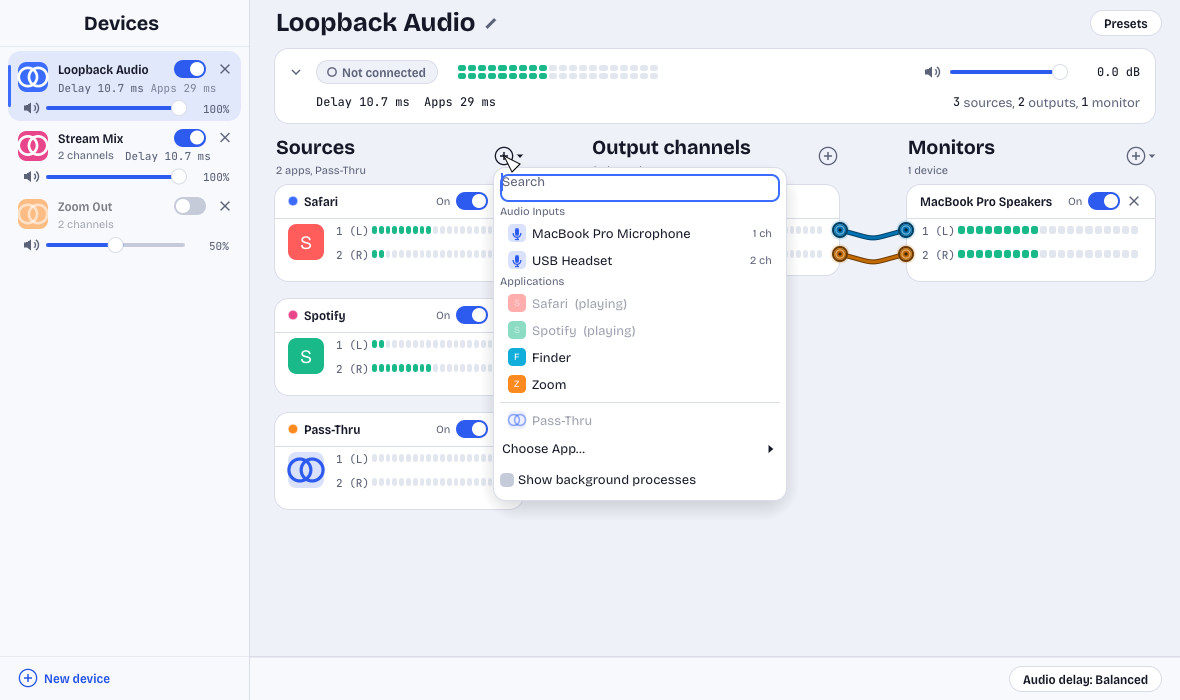 Devices
Loopback Audio
Delay 10.7 ms Apps 29 ms
100%
Stream Mix
2 channels Delay 10.7 ms
100%
Zoom Out
2 channels
50%
New device
Loopback Audio
Presets
Not connected
0.0 dB
Delay 10.7 ms Apps 29 ms
3 sources, 2 outputs, 1 monitor
Sources
2 apps, Pass-Thru
Safari On
S
1 (L)
2 (R)
Spotify On
S
1 (L)
2 (R)
Pass-Thru On
1 (L)
2 (R)
Search
Audio Inputs
MacBook Pro Microphone 1 ch
USB Headset 2 ch
Applications
S Safari (playing)
S Spotify (playing)
F Finder
Z Zoom
Pass-Thru
Choose App...
Show background processes
Output channels
Monitors
1 device
MacBook Pro Speakers On
1 (L)
2 (R)
Audio delay: Balanced